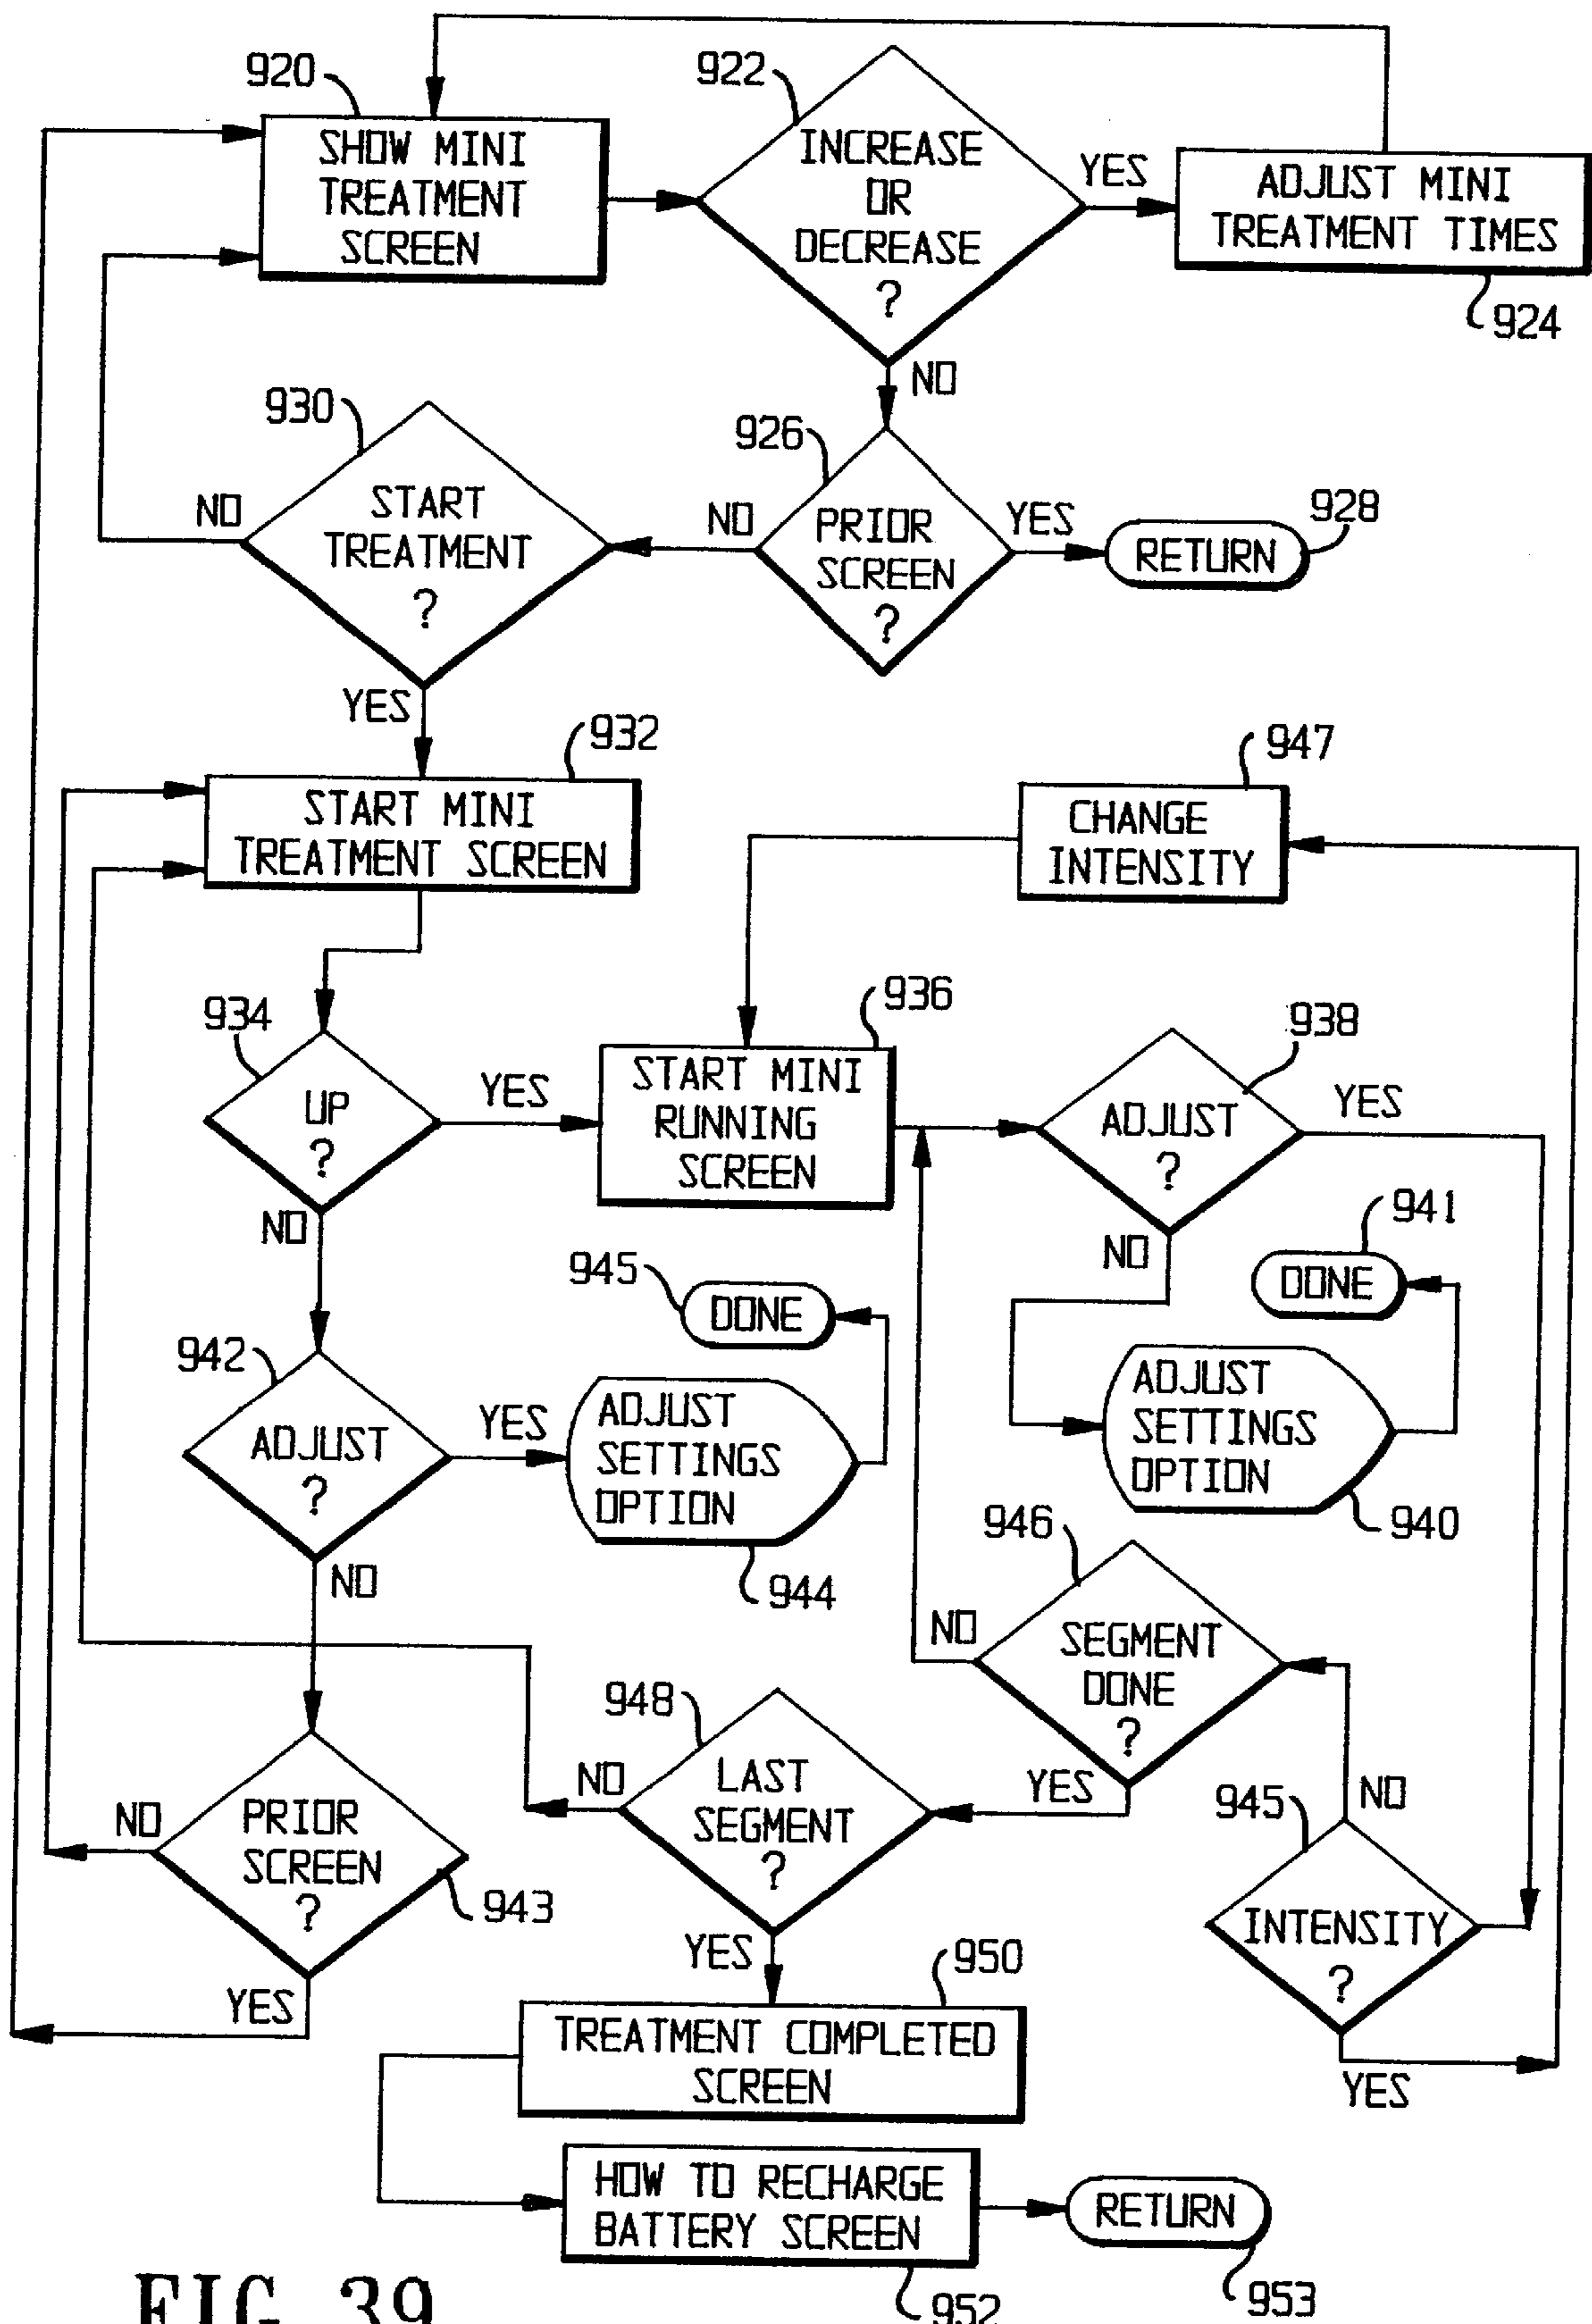 920
SHOW MINI
TREATMENT
SCREEN
922
INCREASE
OR
DECREASE
?
YES
ADJUST MINI
TREATMENT TIMES
924
NO
930
START
TREATMENT
?
NO
YES
926
PRIOR
SCREEN
?
NO
YES
RETURN
928
932
START MINI
TREATMENT SCREEN
947
CHANGE
INTENSITY
934
UP
?
YES
NO
936
START MINI
RUNNING
SCREEN
938
ADJUST
?
YES
NO
941
DONE
945
DONE
942
ADJUST
?
YES
NO
ADJUST
SETTINGS
OPTION
944
ADJUST
SETTINGS
OPTION
940
946
SEGMENT
DONE
?
NO
YES
948
LAST
SEGMENT
?
NO
YES
NO
PRIOR
SCREEN
?
943
YES
945
NO
INTENSITY
?
YES
950
TREATMENT COMPLETED
SCREEN
HOW TO RECHARGE
BATTERY SCREEN
952
RETURN
953
FIG. 39